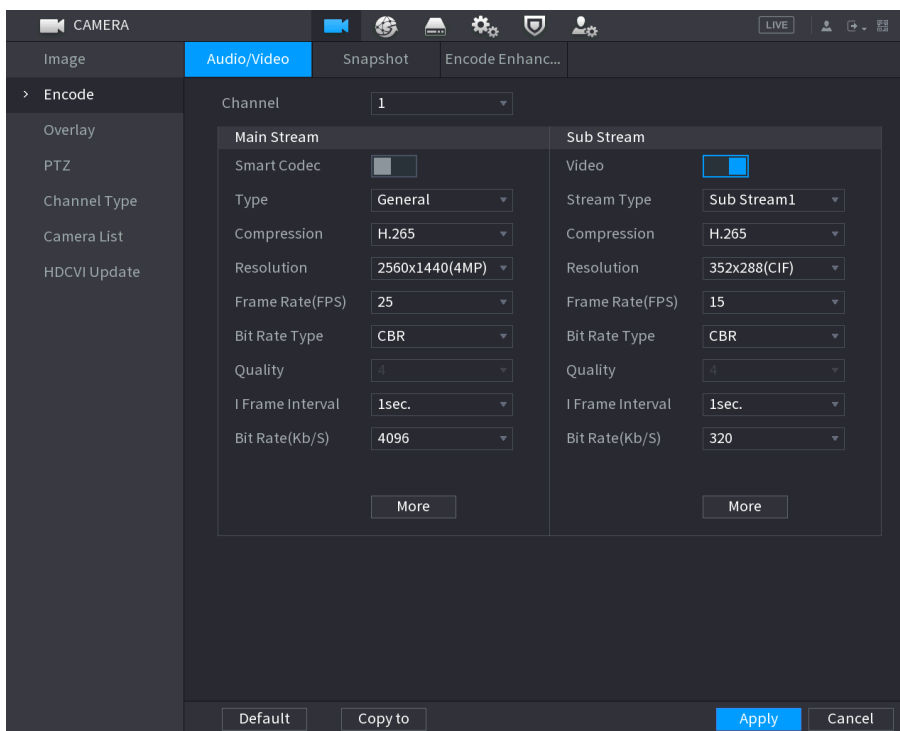 CAMERA LIVE
Image
Encode
Overlay
PTZ
Channel Type
Camera List
HDCVI Update
Audio/Video Snapshot Encode Enhanc...
Channel 1
Main Stream
Smart Codec
Type General
Compression H.265
Resolution 2560x1440(4MP)
Frame Rate(FPS) 25
Bit Rate Type CBR
Quality 4
I Frame Interval 1sec.
Bit Rate(Kb/S) 4096
More
Sub Stream
Video
Stream Type Sub Stream1
Compression H.265
Resolution 352x288(CIF)
Frame Rate(FPS) 15
Bit Rate Type CBR
Quality 4
I Frame Interval 1sec.
Bit Rate(Kb/S) 320
More
Default Copy to Apply Cancel